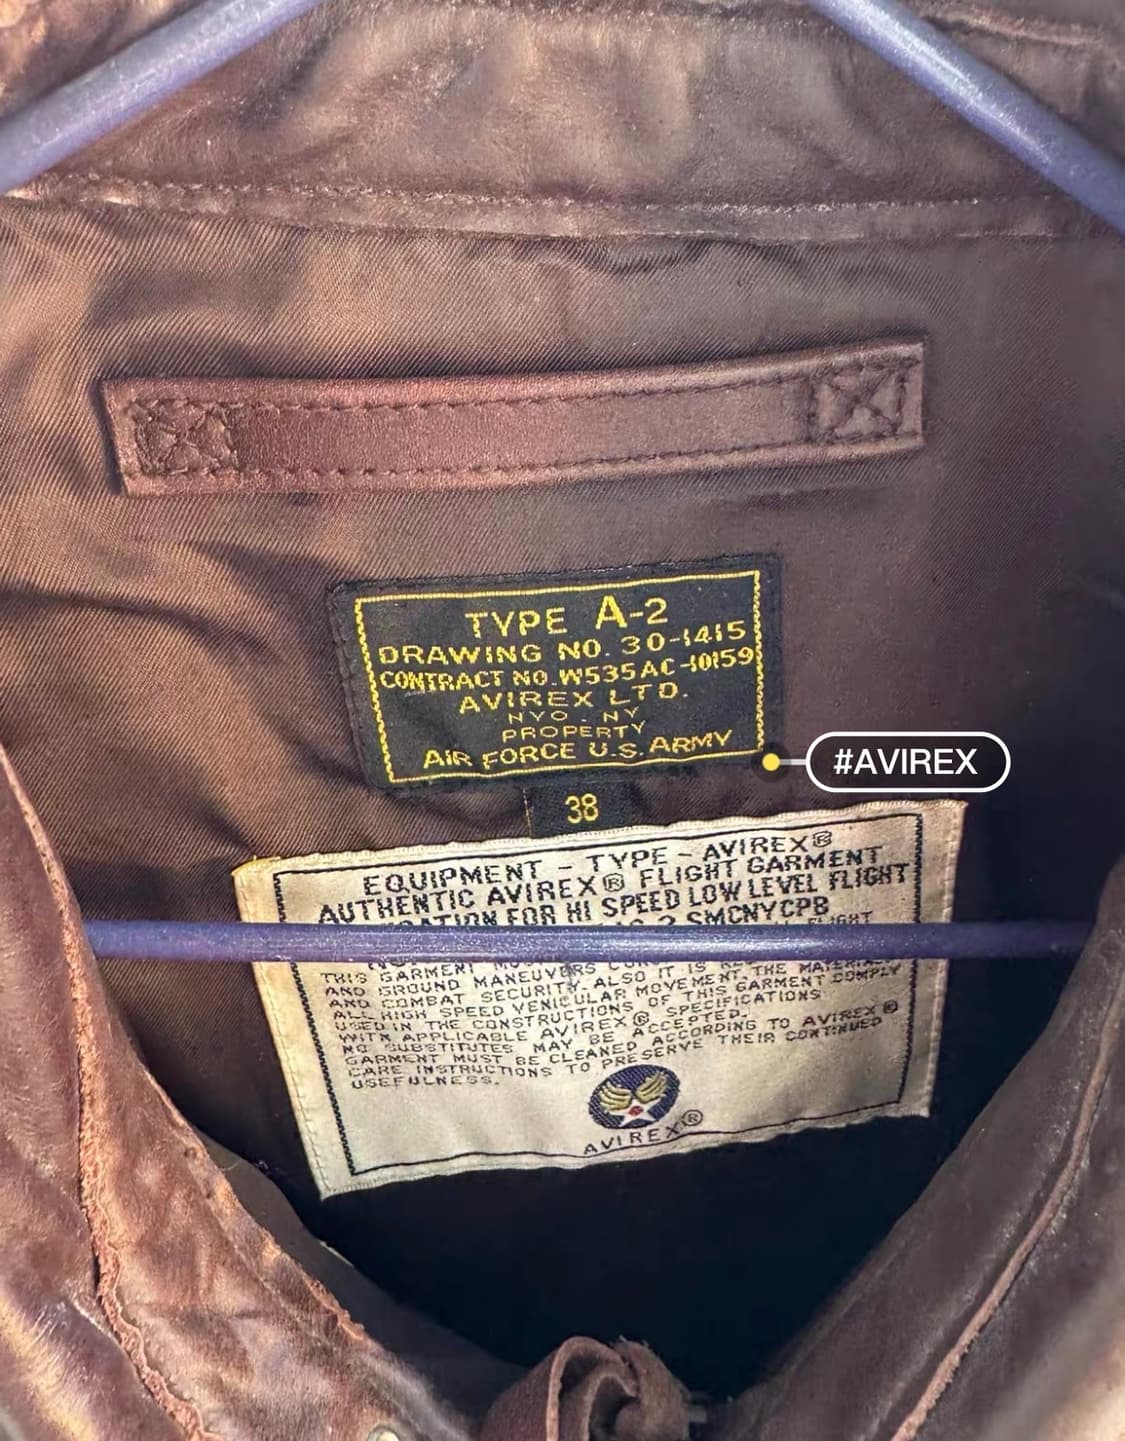 TYPE A-2
DRAWING NO. 30-1415
CONTRACT NO. W535AC-10159
AVIREX LTD.
NYO. NY
PROPERTY
AIR FORCE U.S. ARMY
#AVIREX
38
EQUIPMENT - TYPE - AVIREX®
AUTHENTIC AVIREX® FLIGHT GARMENT
FOR HI SPEED LOW LEVEL FLIGHT
SMCNYCPB
FLIGHT
THIS GARMENT
AND GROUND MANEUVERS ALSO IT IS
AND COMBAT SECURITY. THE MATERIALS
ALL HIGH SPEED VENICULAR MOVEMENT.
USED IN THE CONSTRUCTIONS OF THIS GARMENT COMPLY
WITH APPLICABLE AVIREX® SPECIFICATIONS
NO SUBSTITUTES MAY BE ACCEPTED.
GARMENT MUST BE CLEANED ACCORDING TO AVIREX®
CARE INSTRUCTIONS TO PRESERVE THEIR CONTINUED
USEFULNESS.
AVIREX®